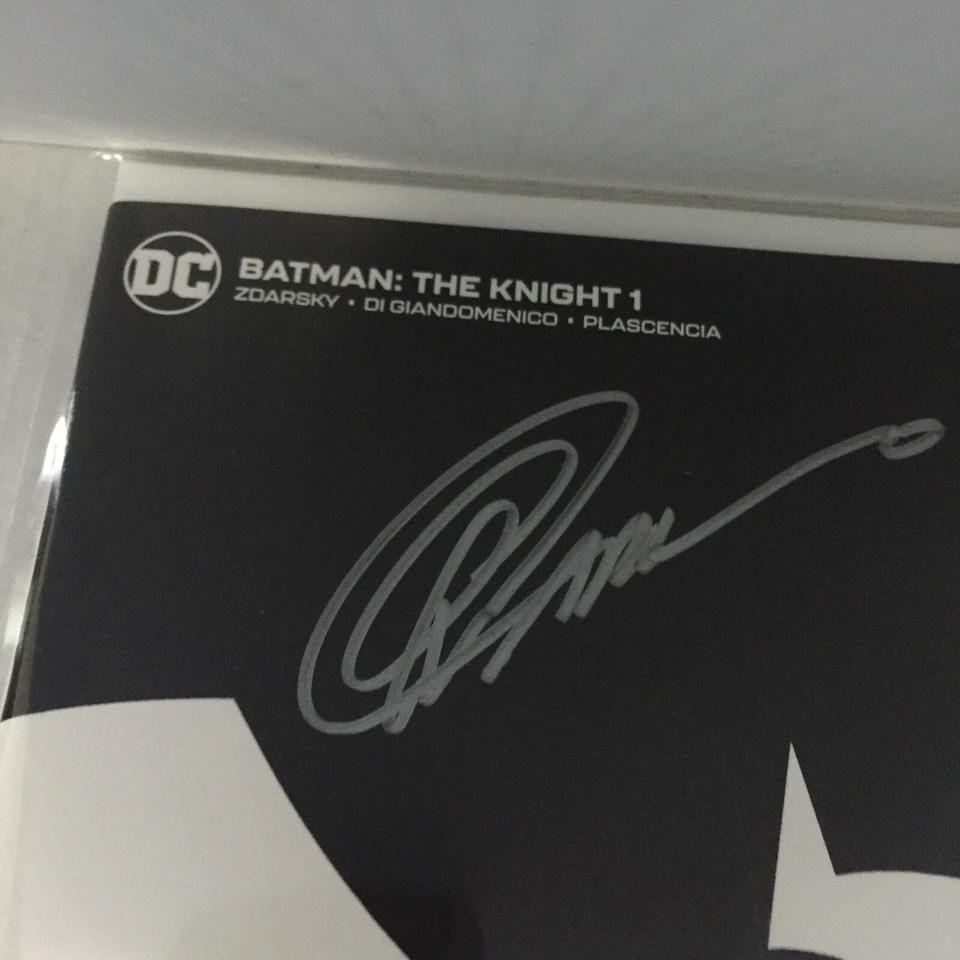 DC
BATMAN: THE KNIGHT 1
ZDARSKY • DI GIANDOMENICO • PLASCENCIA